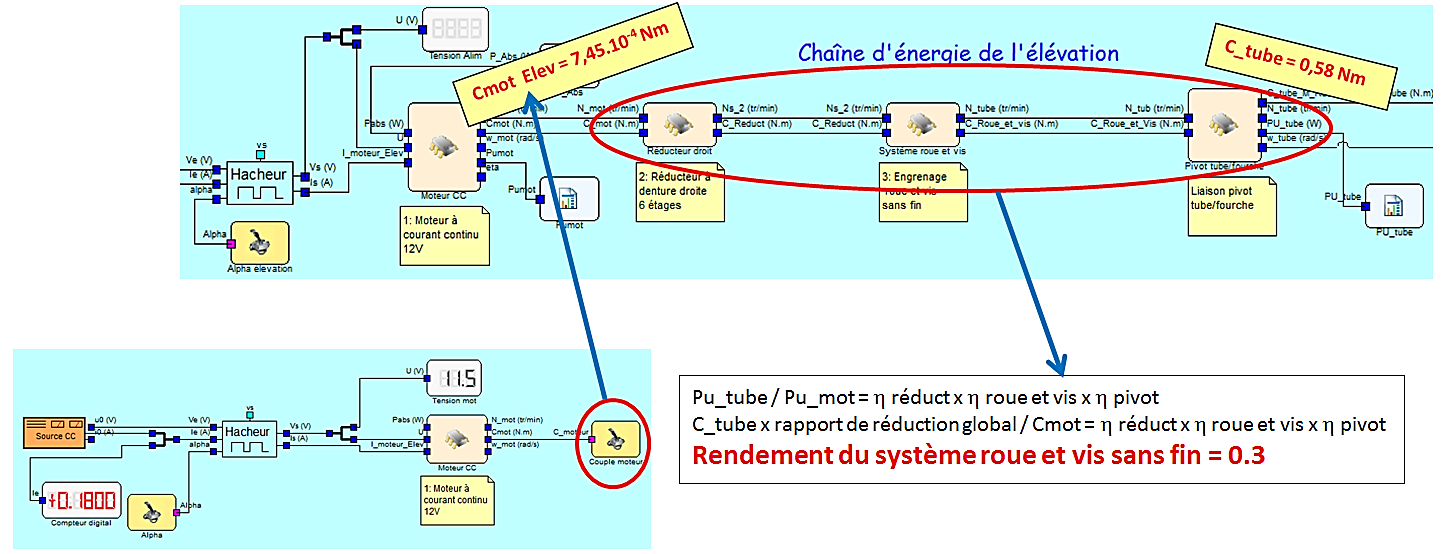 U (V)
Tension Alim
Cmot Elev = 7,45.10-4 Nm
P_Abs (W)
_Abs
Chaîne d'énergie de l'élévation
C_tube = 0,58 Nm
Ve (V)
Ie (A)
alpha
vs
Hacheur
Vs (V)
Is (A)
Alpha
Alpha elevation
Pabs (W)
U
I_moteur_Elev
Cmot (N.m)
w_mot (rad/s)
Pumot
eta
Moteur CC
1: Moteur à
courant continu
12V
Pumot
Pumot
N_mot (tr/min)
C_mot (N.m)
Réducteur droit
2: Réducteur à
denture droite
6 étages
Ns_2 (tr/min)
C_Reduct (N.m)
Ns_2 (tr/min)
C_Reduct (N.m)
Système roue et vis
3: Engrenage
roue et vis
sans fin
N_tube (tr/min)
C_Roue_et_vis (N.m)
N_tub (tr/min)
C_Roue_et_Vis (N.m)
Pivot tube/fourche
Liaison pivot
tube/fourche
N_tube (tr/min)
PU_tube (W)
w_tube (rad/s)
PU_tube
PU_tube
Source CC
u0 (V)
i0 (A)
Ie
+0.1800
Compteur digital
Alpha
Alpha
Ve (V)
Ie (A)
alpha
vs
Hacheur
Vs (V)
Is (A)
U (V)
11.5
Tension mot
Pabs (W)
U
I_moteur_Elev
N_mot (tr/min)
Cmot (N.m)
w_mot (rad/s)
Moteur CC
1: Moteur à
courant continu
12V
C_moteur
Couple moteur
Pu_tube / Pu_mot = η réduct x η roue et vis x η pivot
C_tube x rapport de réduction global / Cmot = η réduct x η roue et vis x η pivot
Rendement du système roue et vis sans fin = 0.3